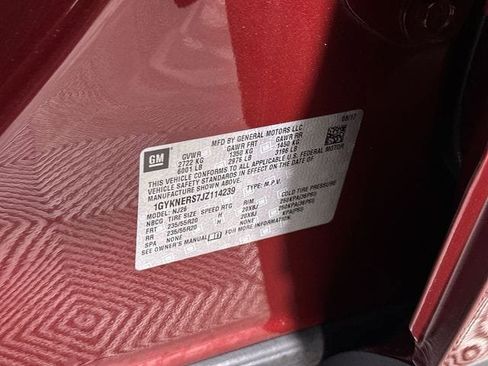 MFD BY GENERAL MOTORS LLC 08/17
GM GVWR GAWR FRT GAWR RR
2722 KG 1350 KG 1450 KG
6001 LB 2976 LB 3196 LB
THIS VEHICLE CONFORMS TO ALL APPLICABLE U.S. FEDERAL MOTOR
VEHICLE SAFETY STANDARDS IN EFFECT ON THE DATE OF
MANUFACTURE SHOWN ABOVE.
1GYKNERS7JZ114239 TYPE: M.P.V.
MODEL: NJ26
NBCG TIRE SIZE SPEED RTG RIM COLD TIRE PRESSURE
FRT 235/55R20 H 20X8J
RR 235/55R20 H 20X8J
SPA NONE NONE
SEE OWNER'S MANUAL FOR MORE INFORMATION.